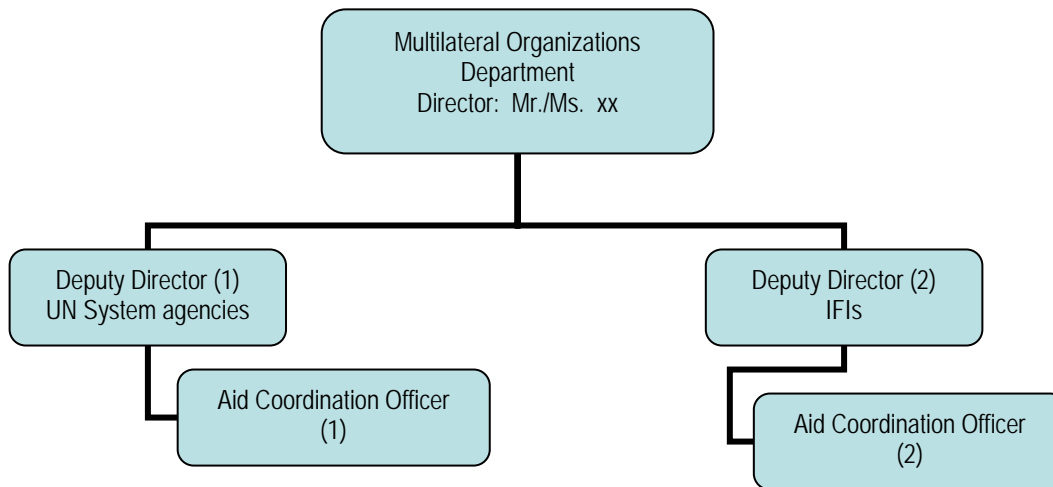 Multilateral Organizations
Department
Director: Mr./Ms. xx
Deputy Director (1)
UN System agencies
Deputy Director (2)
IFIs
Aid Coordination Officer
(1)
Aid Coordination Officer
(2)